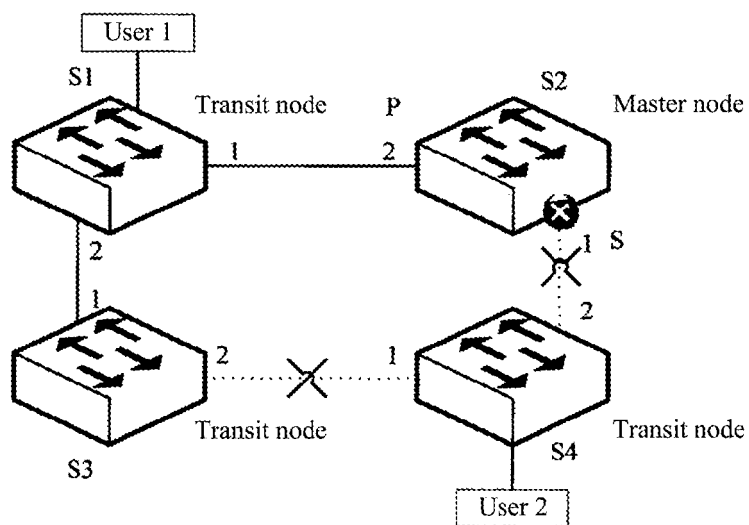 User 1
S1
Transit node
P
S2
Master node
1
2
2
1
S
1
2
2
1
Transit node
Transit node
S3
S4
User 2